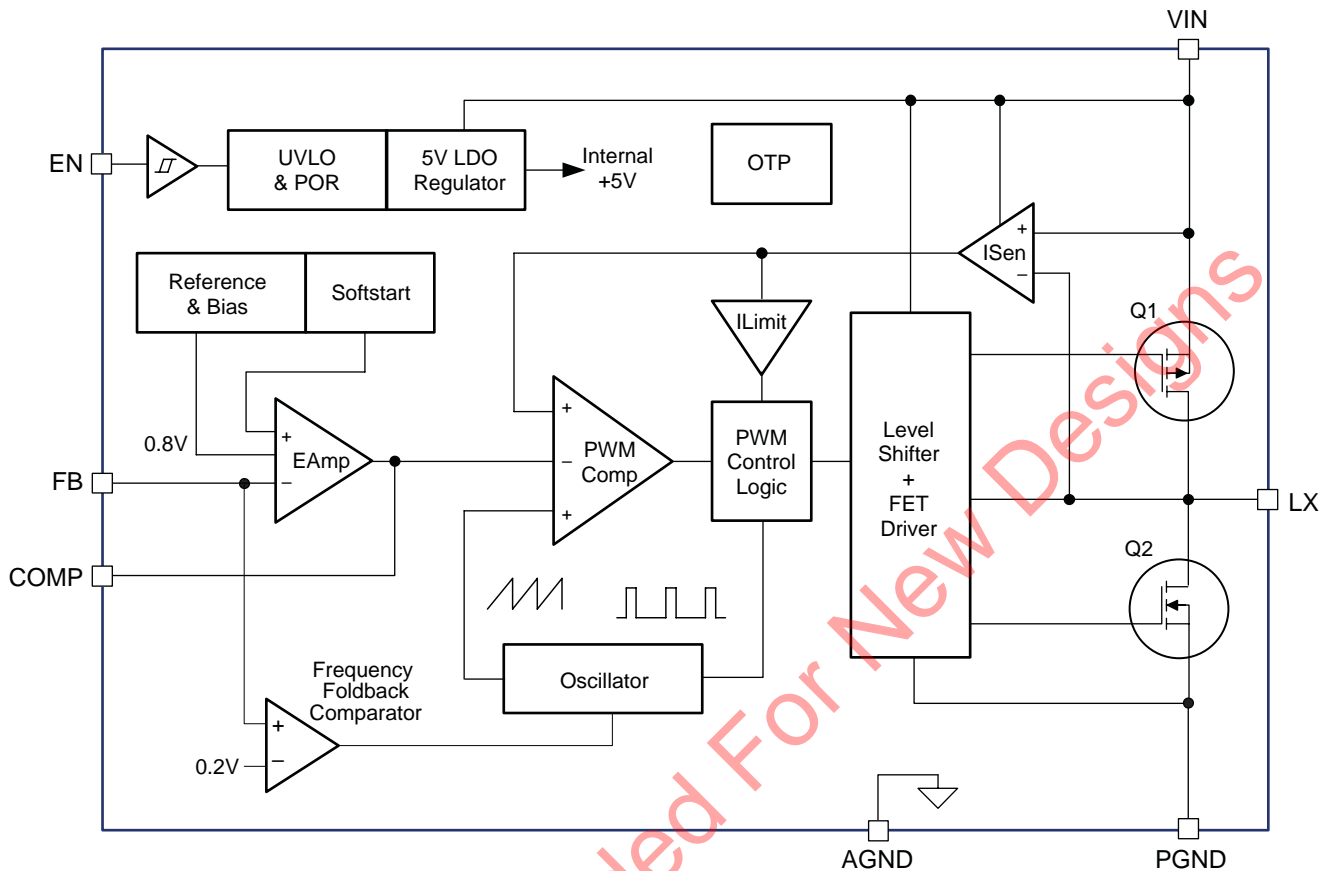 VIN
EN
UVLO
& POR
5V LDO
Regulator
Internal
+5V
OTP
+
ISen
−
Reference
& Bias
Softstart
ILimit
Q1
0.8V
+
EAmp
−
FB
COMP
+
−
PWM
Comp
+
PWM
Control
Logic
Level
Shifter
+
FET
Driver
LX
Q2
Frequency
Foldback
Comparator
Oscillator
+
−
0.2V
AGND
PGND
ded For New Designs